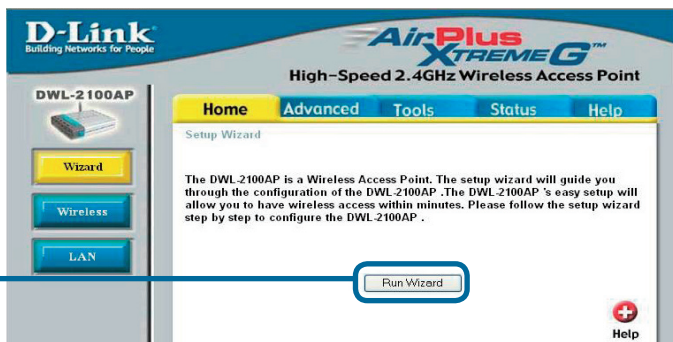 D-Link
Building Networks for People
AirPlus
XTREME G™
High-Speed 2.4GHz Wireless Access Point
DWL-2100AP
Home Advanced Tools Status Help
Setup Wizard
Wizard
Wireless
LAN
The DWL-2100AP is a Wireless Access Point. The setup wizard will guide you
through the configuration of the DWL-2100AP .The DWL-2100AP 's easy setup will
allow you to have wireless access within minutes. Please follow the setup wizard
step by step to configure the DWL-2100AP .
Run Wizard
Help